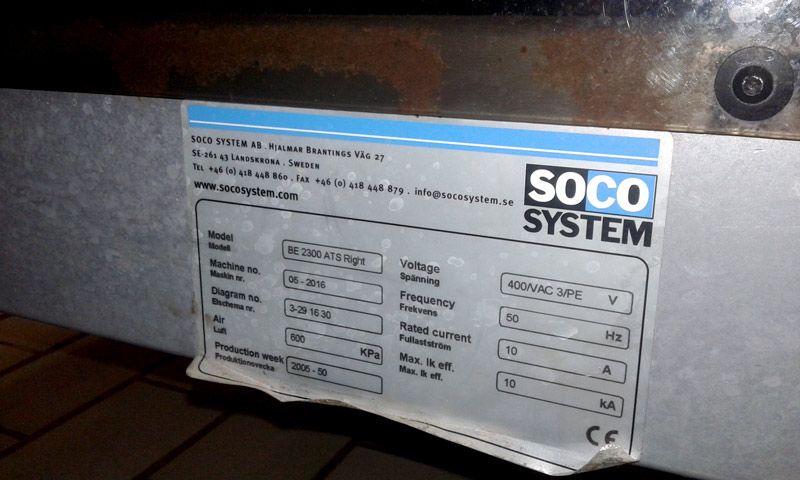 SOCO SYSTEM AB . HJALMAR BRANTINGS VÄG 27
SE-261 43 LANDSKRONA . SWEDEN
TEL +46 (0) 418 448 860 . FAX +46 (0) 418 448 879 . info@socosystem.se
www.socosystem.com
SOCO
SYSTEM
Model
Modell
BE 2300 ATS Right
Machine no.
Maskin nr.
05 - 2016
Diagram no.
Elschema nr.
3-29 16 30
Air
Luft
600 KPa
Production week
Produktionsvecka
2005 - 50
Voltage
Spänning
400/VAC 3/PE V
Frequency
Frekvens
50 Hz
Rated current
Fullastström
10 A
Max. Ik eff.
Max. Ik eff.
10 kA
CE